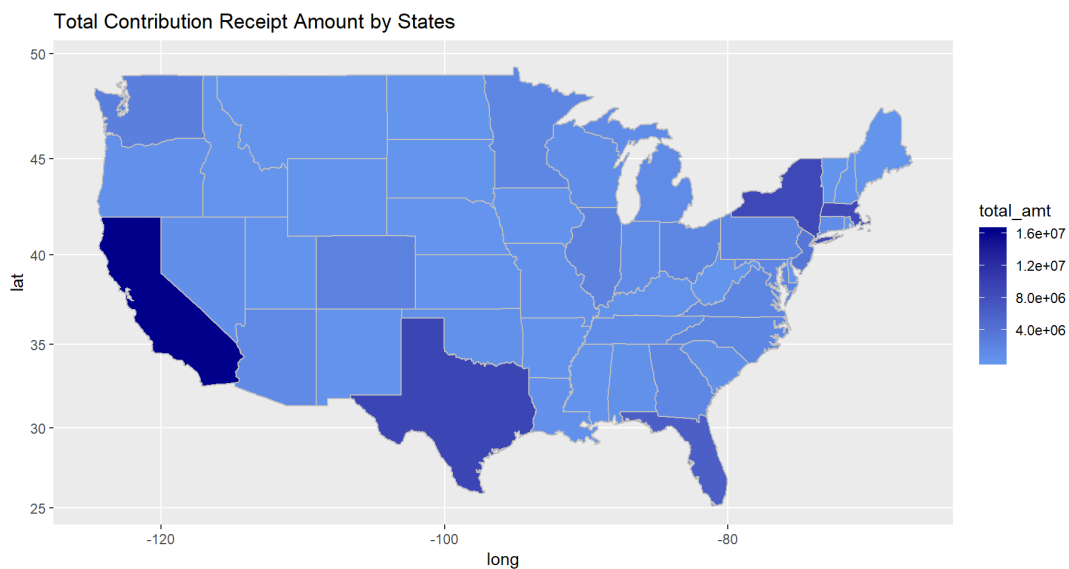 Total Contribution Receipt Amount by States
50
45
40
35
30
25
lat
-120
-100
-80
long
total_amt
1.6e+07
1.2e+07
8.0e+06
4.0e+06